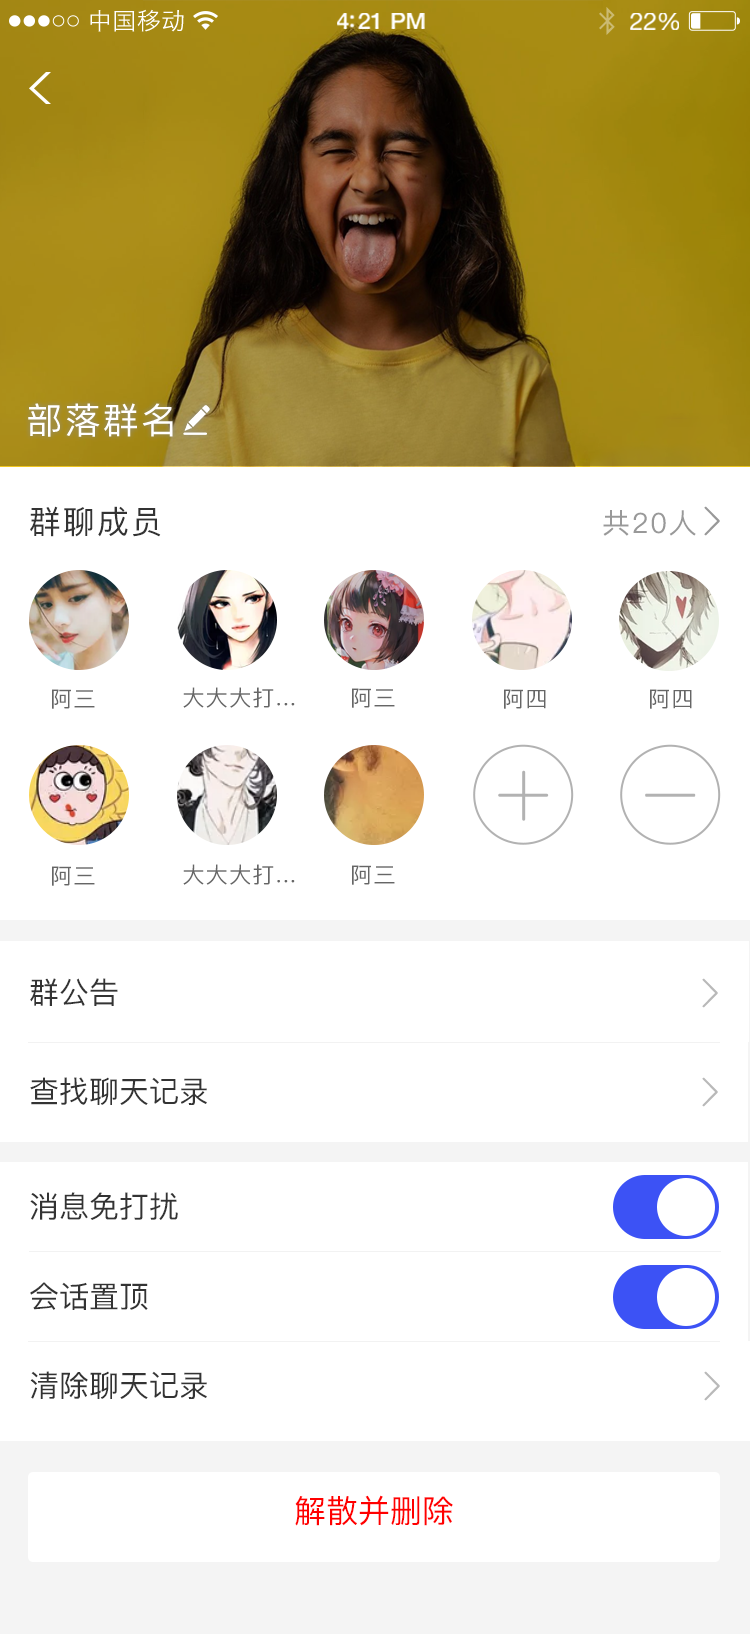 中国移动 4:21 PM 22%
部落群名
群聊成员 共20人
阿三 大大大打... 阿三 阿四 阿四
阿三 大大大打... 阿三
群公告
查找聊天记录
消息免打扰
会话置顶
清除聊天记录
解散并删除